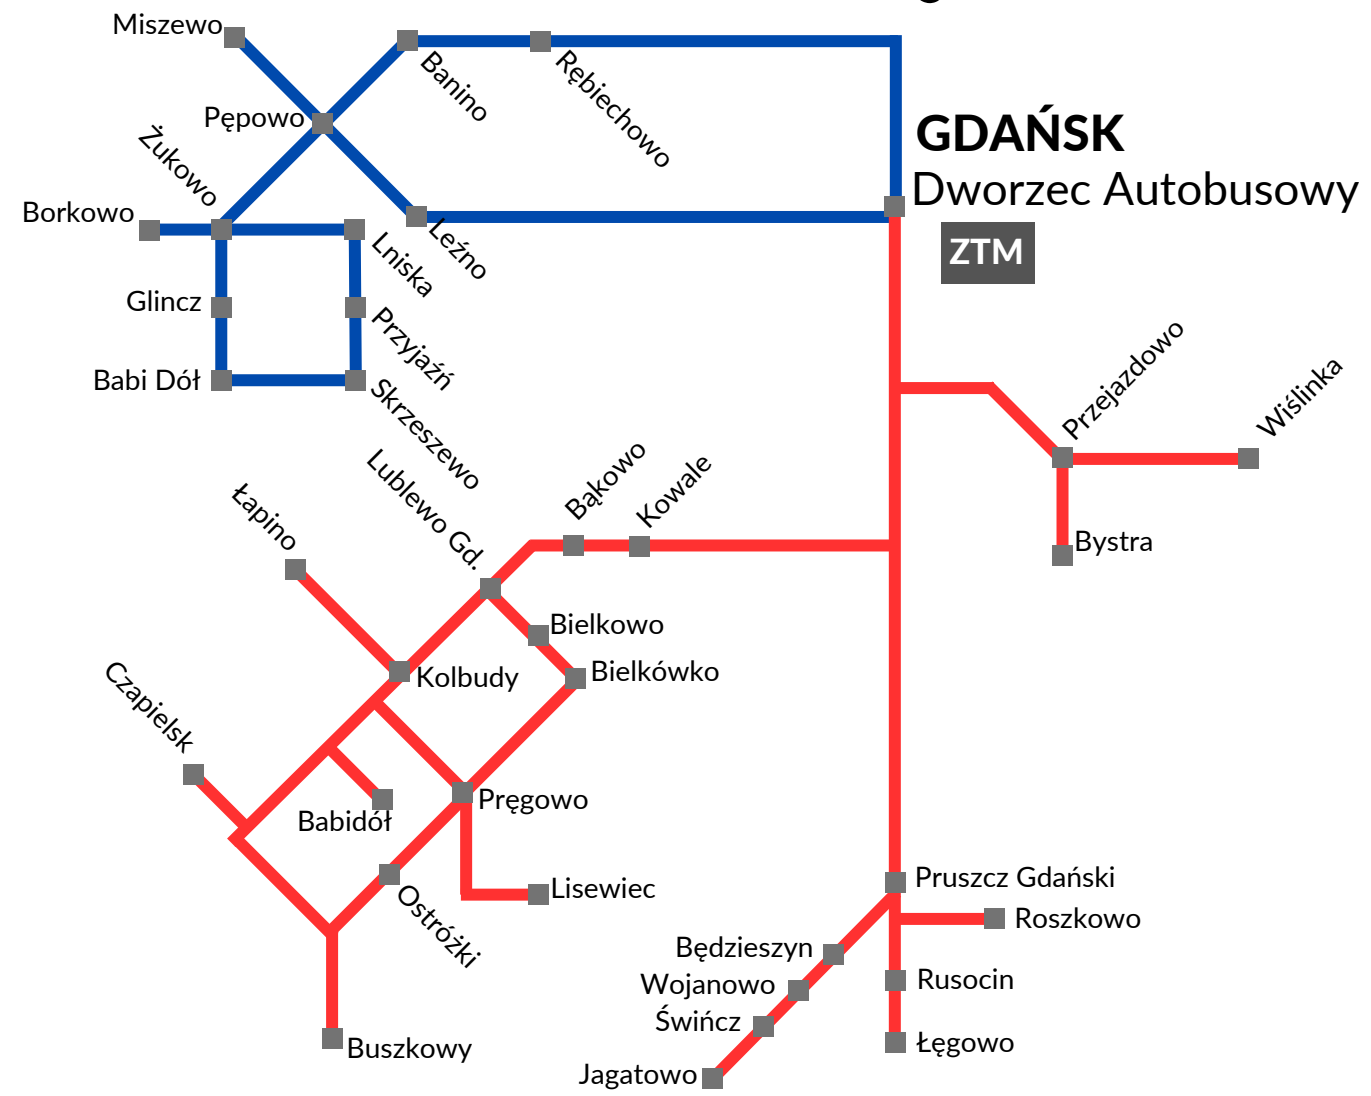 Miszewo
Banino
Rębiechowo
Pępowo
Żukowo
GDAŃSK
Dworzec Autobusowy
ZTM
Borkowo
Leźno
Lniska
Glincz
Przyjaźń
Babi Dół
Skrzeszewo
Przejazdowo
Wiślinka
Bystra
Lublewo Gd.
Bąkowo
Kowale
Łapino
Bielkowo
Bielkówko
Kolbudy
Czapielsk
Babidół
Pręgowo
Lisewiec
Ostróżki
Buszkowy
Pruszcz Gdański
Roszkowo
Będzieszyn
Wojanowo
Rusocin
Świńcz
Łęgowo
Jagatowo